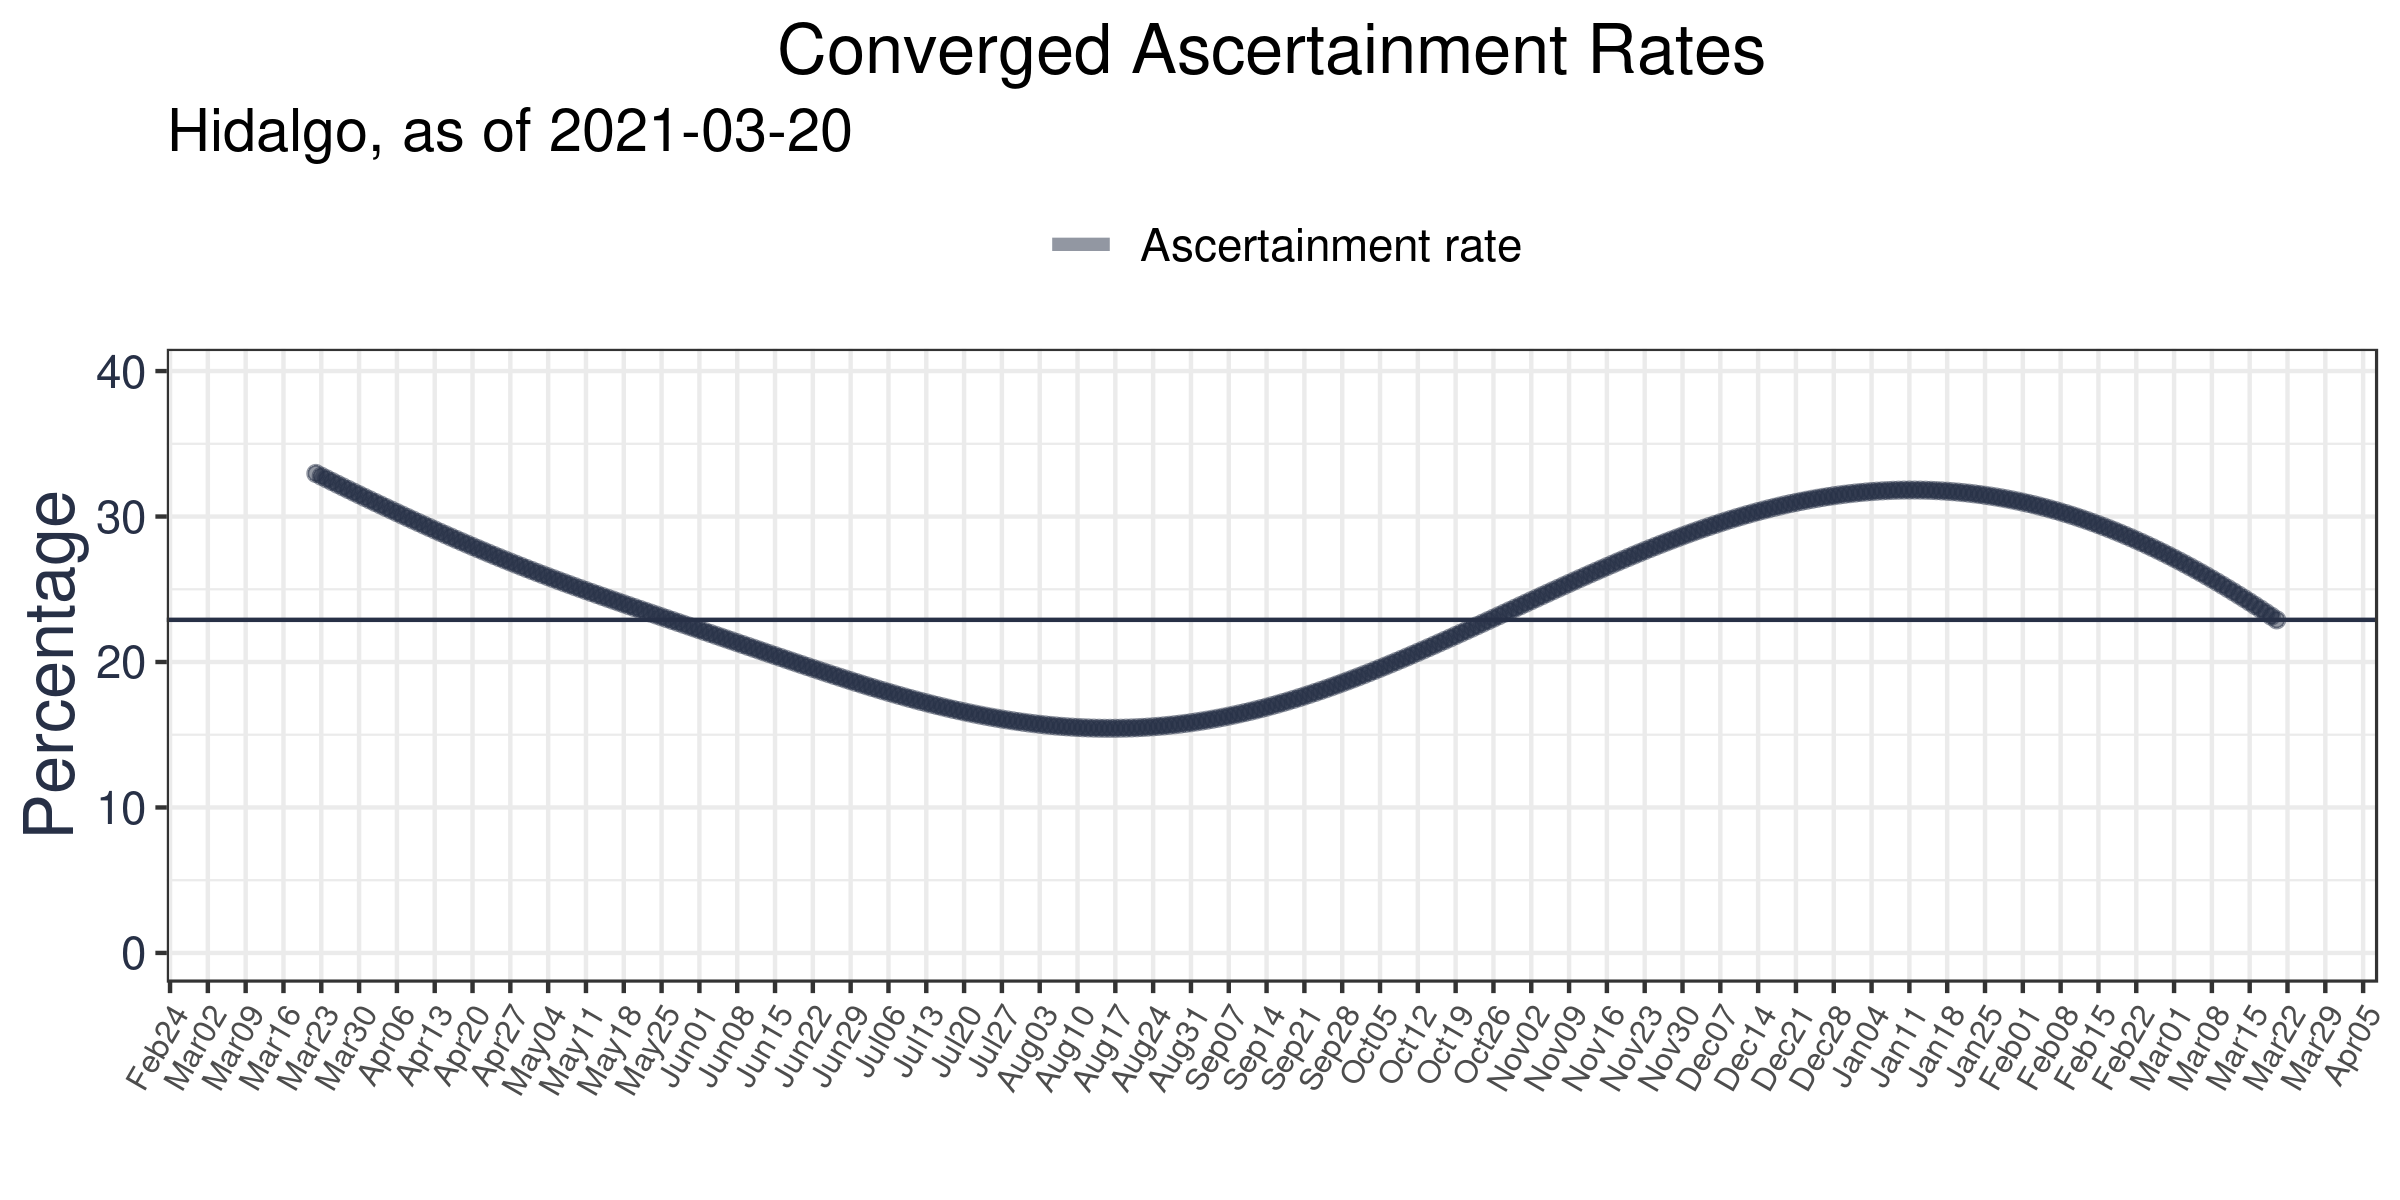 Converged Ascertainment Rates
Hidalgo, as of 2021-03-20
Ascertainment rate
Percentage
40
30
20
10
0
Feb24 Mar02 Mar09 Mar16 Mar23 Mar30 Apr06 Apr13 Apr20 Apr27 May04 May11 May18 May25 Jun01 Jun08 Jun15 Jun22 Jun29 Jul06 Jul13 Jul20 Jul27 Aug03 Aug10 Aug17 Aug24 Aug31 Sep07 Sep14 Sep21 Sep28 Oct05 Oct12 Oct19 Oct26 Nov02 Nov09 Nov16 Nov23 Nov30 Dec07 Dec14 Dec21 Dec28 Jan04 Jan11 Jan18 Jan25 Feb01 Feb08 Feb15 Feb22 Mar01 Mar08 Mar15 Mar22 Mar29 Apr05